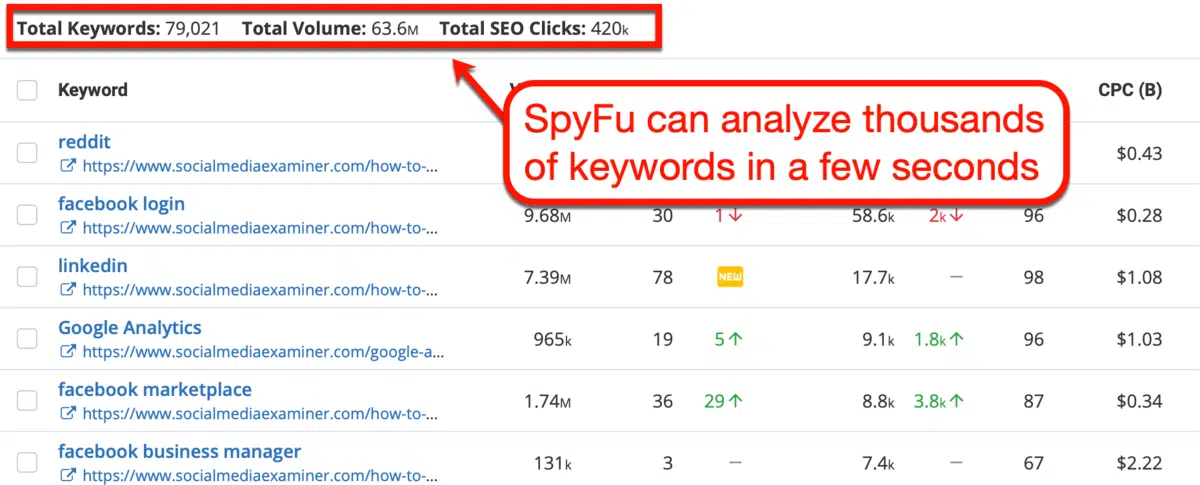 Total Keywords: 79,021 Total Volume: 63.6M Total SEO Clicks: 420k
Keyword CPC (B)
SpyFu can analyze thousands
of keywords in a few seconds
reddit
https://www.socialmediaexaminer.com/how-to-... $0.43
facebook login
9.68M 30 1↓ 58.6k 2k↓ 96 $0.28
https://www.socialmediaexaminer.com/how-to-...
linkedin
7.39M 78 NEW 17.7k — 98 $1.08
https://www.socialmediaexaminer.com/how-to-...
Google Analytics
965k 19 5↑ 9.1k 1.8k↑ 96 $1.03
https://www.socialmediaexaminer.com/google-a...
facebook marketplace
1.74M 36 29↑ 8.8k 3.8k↑ 87 $0.34
https://www.socialmediaexaminer.com/how-to-...
facebook business manager
131k 3 — 7.4k — 67 $2.22
https://www.socialmediaexaminer.com/how-to-...